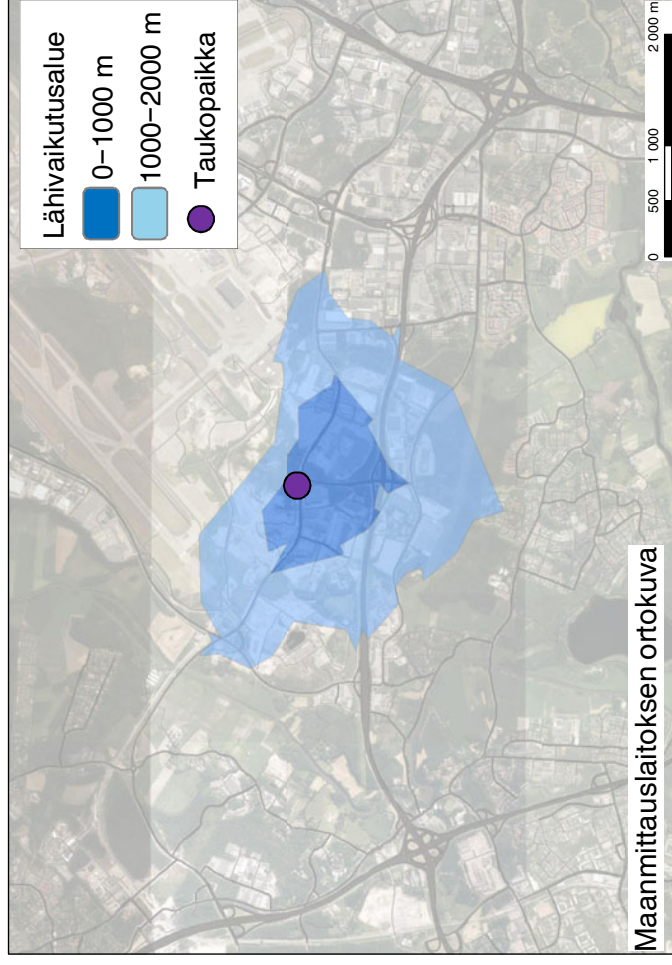 Lähivaikutusalue
0−1000 m
1000−2000 m
Taukopaikka
0 500 1 000 2 000 m
Maanmittauslaitoksen ortokuva